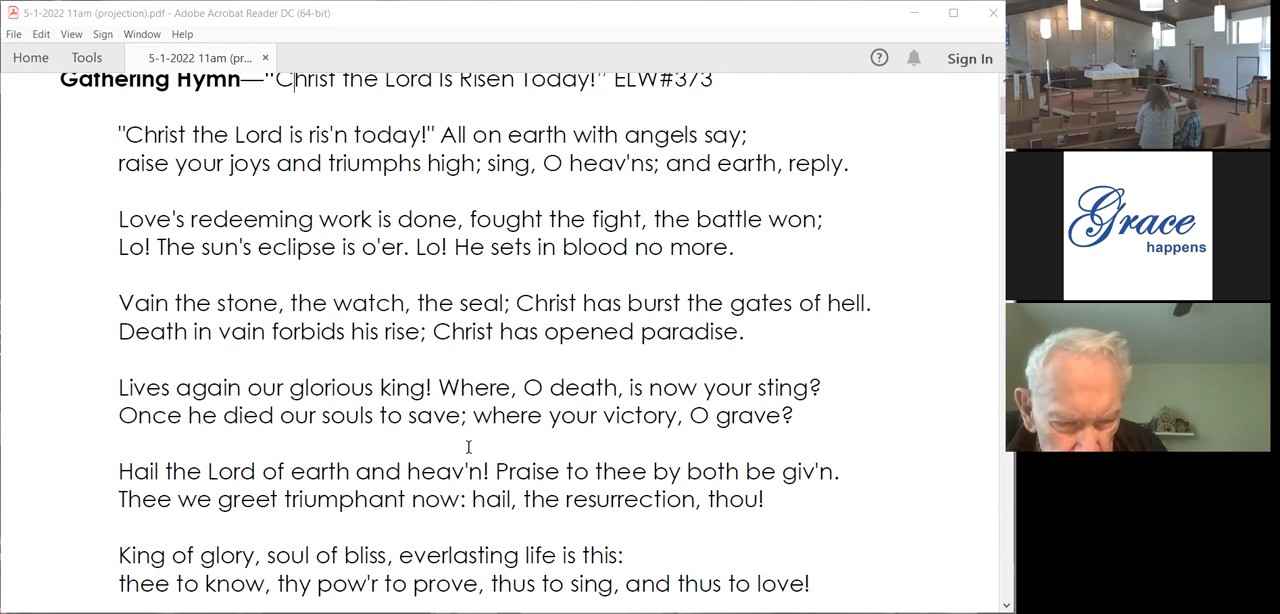 5-1-2022 11am (projection).pdf - Adobe Acrobat Reader DC (64-bit)
File Edit View Sign Window Help
Home Tools 5-1-2022 11am (pr... × Sign In
Gathering Hymn—"Christ the Lord Is Risen Today!" ELW#373
"Christ the Lord is ris'n today!" All on earth with angels say;
raise your joys and triumphs high; sing, O heav'ns; and earth, reply.
Love's redeeming work is done, fought the fight, the battle won;
Lo! The sun's eclipse is o'er. Lo! He sets in blood no more.
Vain the stone, the watch, the seal; Christ has burst the gates of hell.
Death in vain forbids his rise; Christ has opened paradise.
Lives again our glorious king! Where, O death, is now your sting?
Once he died our souls to save; where your victory, O grave?
Hail the Lord of earth and heav'n! Praise to thee by both be giv'n.
Thee we greet triumphant now: hail, the resurrection, thou!
King of glory, soul of bliss, everlasting life is this:
thee to know, thy pow'r to prove, thus to sing, and thus to love!
Grace
happens